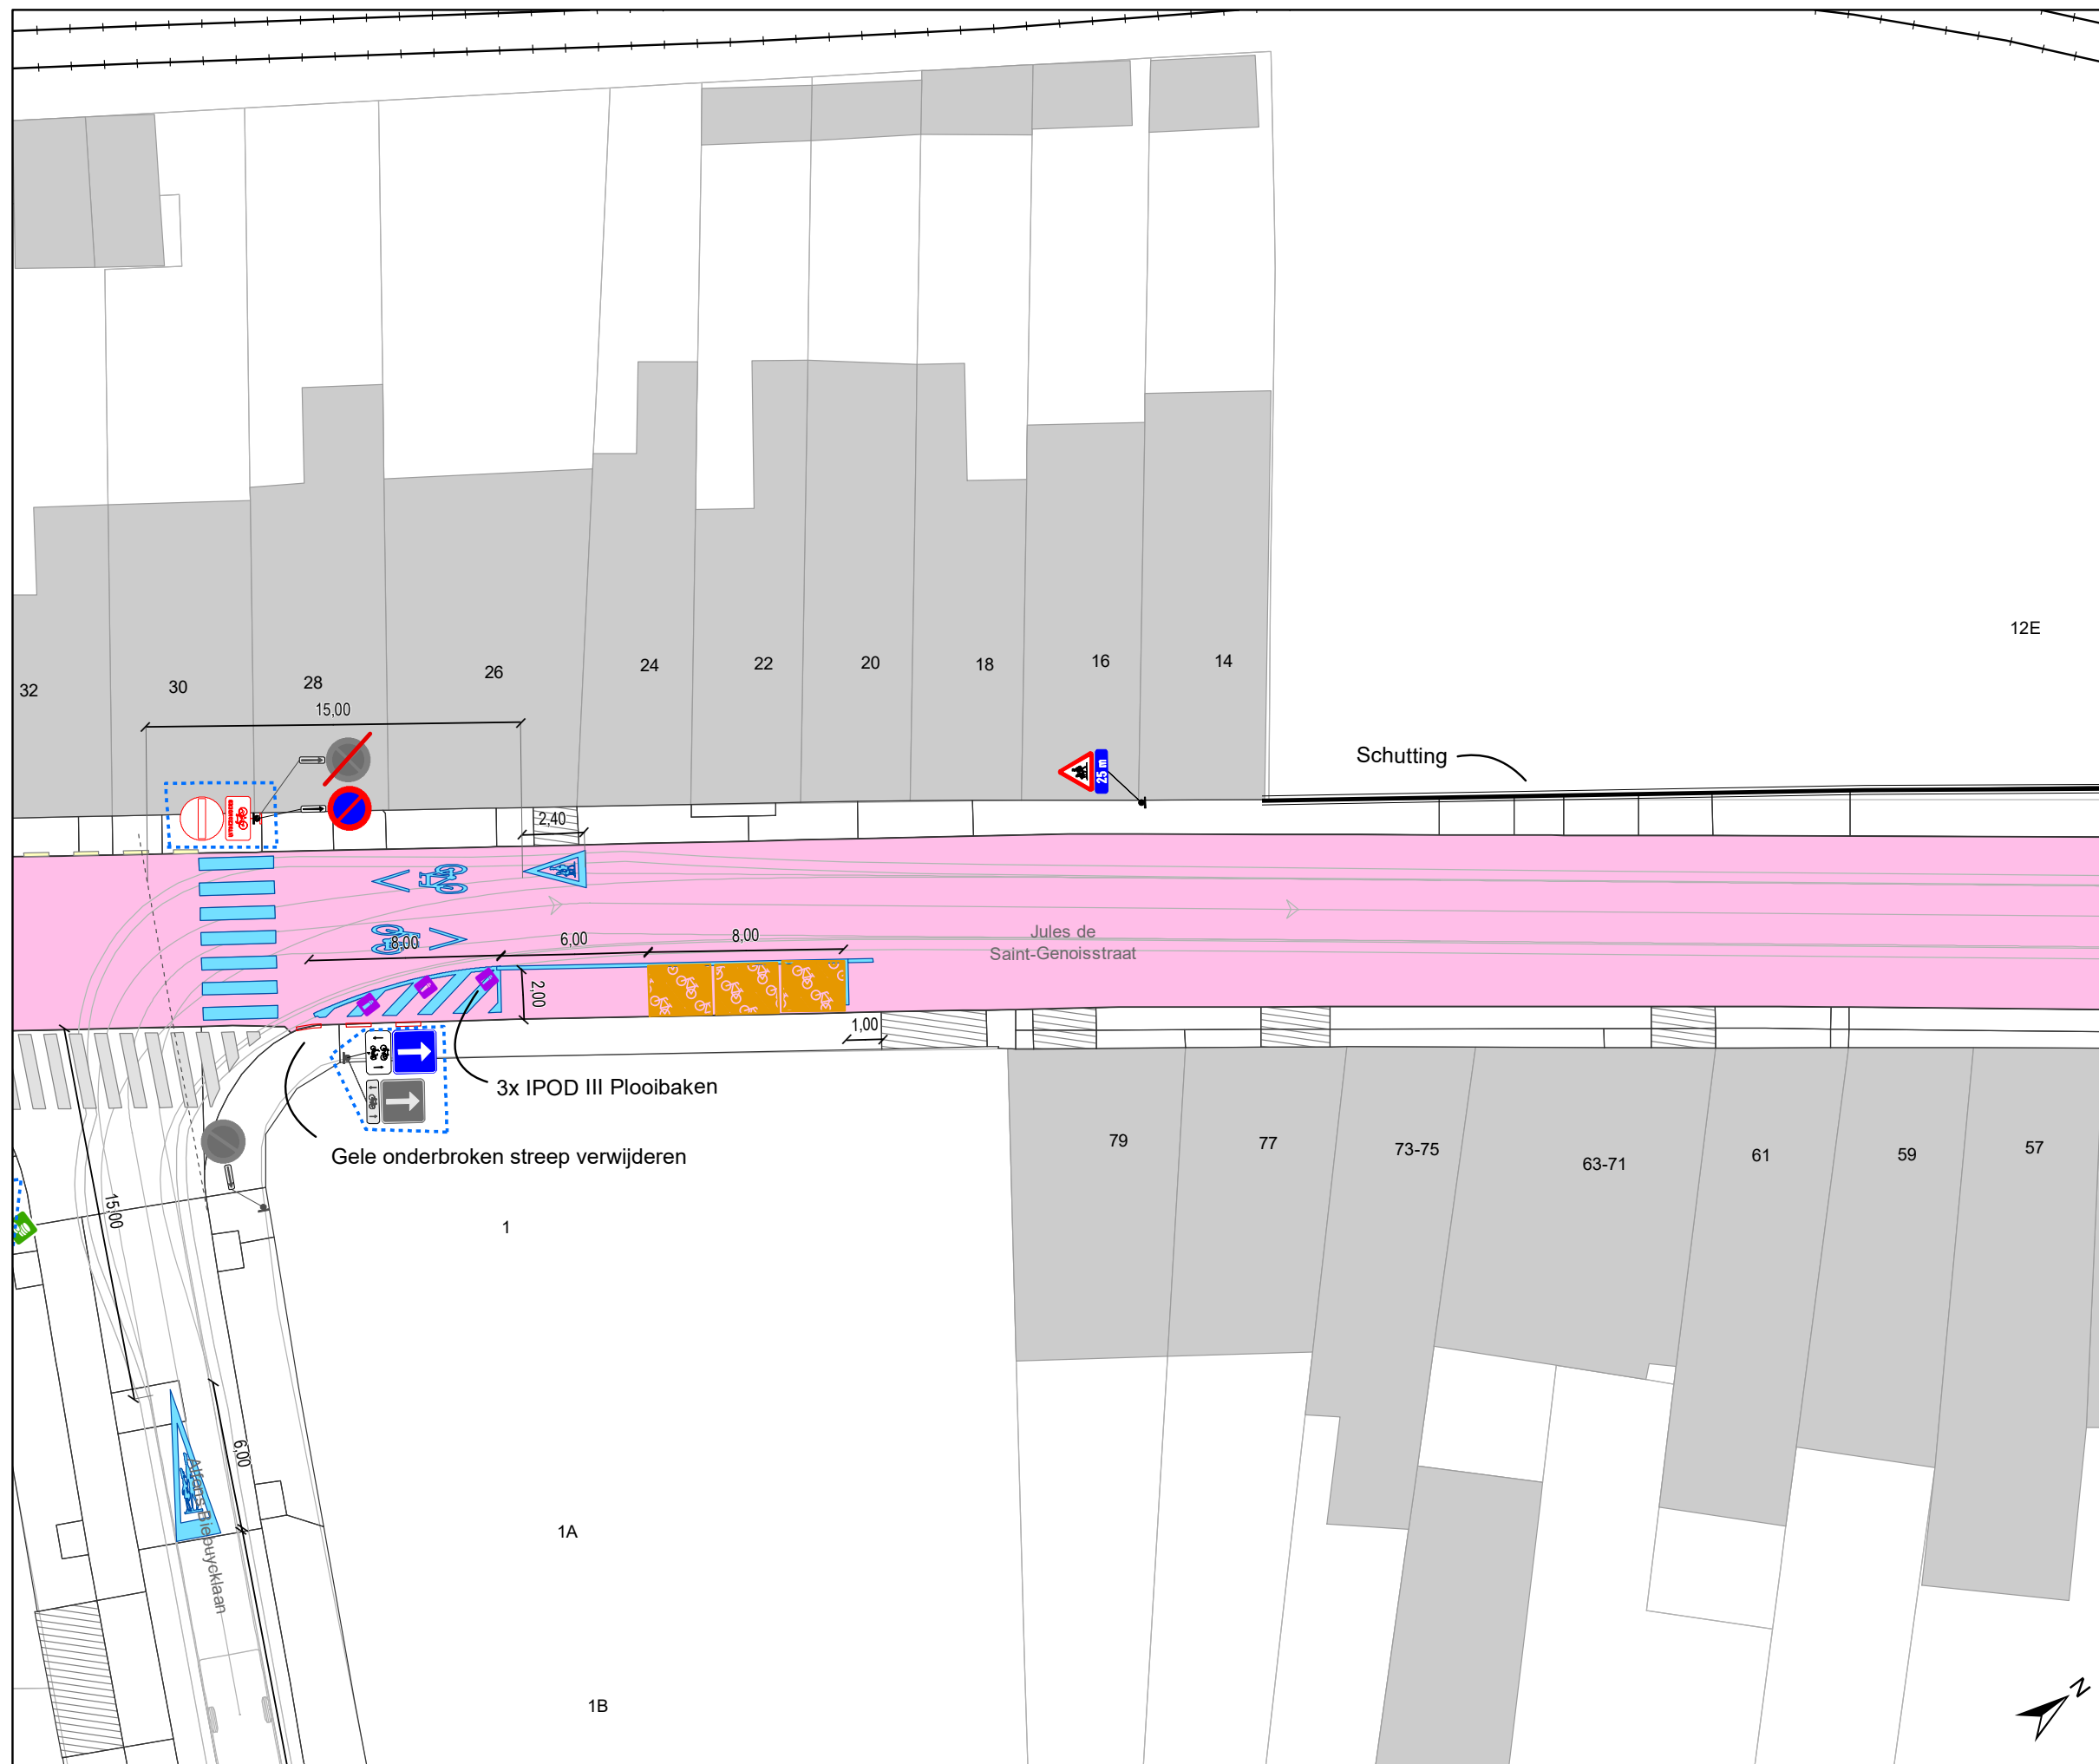 12E
32
30
28
26
24
22
20
18
16
14
15,00
25 m
Schutting
2,40
8,00
6,00
8,00
Jules de
Saint-Genoisstraat
2,00
1,00
3x IPOD III Plooibaken
Gele onderbroken streep verwijderen
79
77
73-75
63-71
61
59
57
15,00
1
6,00
Alfons Biebuycklaan
1A
1B
N